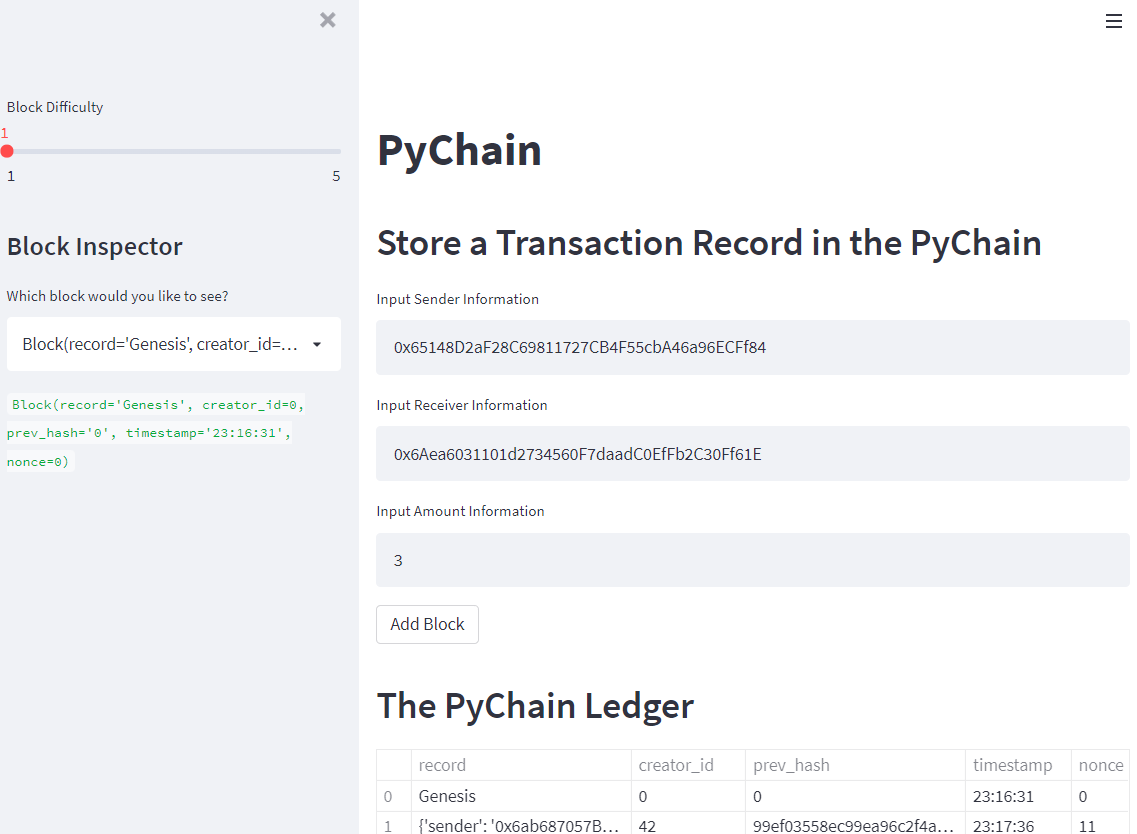 Block Difficulty
1
1 5
Block Inspector
Which block would you like to see?
Block(record='Genesis', creator_id=...
Block(record='Genesis', creator_id=0,
prev_hash='0', timestamp='23:16:31',
nonce=0)
PyChain
Store a Transaction Record in the PyChain
Input Sender Information
0x65148D2aF28C69811727CB4F55cbA46a96ECFf84
Input Receiver Information
0x6Aea6031101d2734560F7daadC0EfFb2C30Ff61E
Input Amount Information
3
Add Block
The PyChain Ledger
record creator_id prev_hash timestamp nonce
0 Genesis 0 0 23:16:31 0
1 {'sender': '0x6ab687057B... 42 99ef03558ec99ea96c2f4a... 23:17:36 11